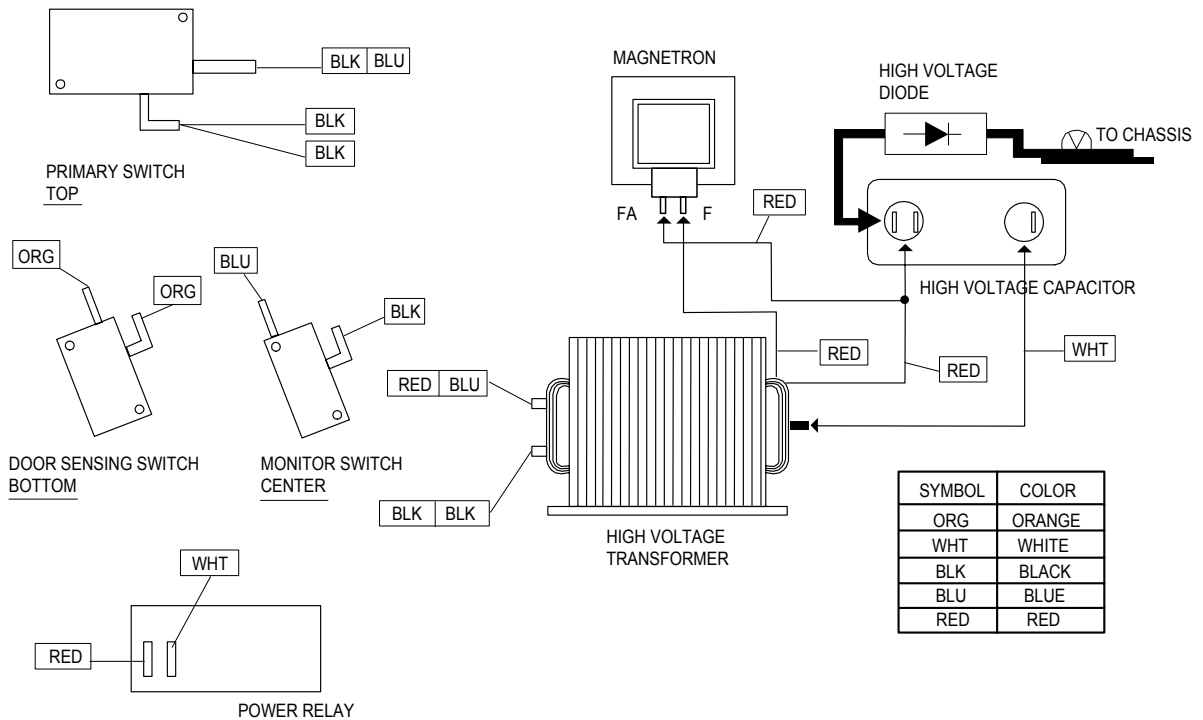 BLK BLU
BLK
BLK
PRIMARY SWITCH
TOP
MAGNETRON
FA
F
RED
HIGH VOLTAGE
DIODE
TO CHASSIS
HIGH VOLTAGE CAPACITOR
ORG
ORG
DOOR SENSING SWITCH
BOTTOM
BLU
BLK
MONITOR SWITCH
CENTER
RED BLU
BLK BLK
HIGH VOLTAGE
TRANSFORMER
RED
RED
WHT
SYMBOL COLOR
ORG ORANGE
WHT WHITE
BLK BLACK
BLU BLUE
RED RED
WHT
RED
POWER RELAY